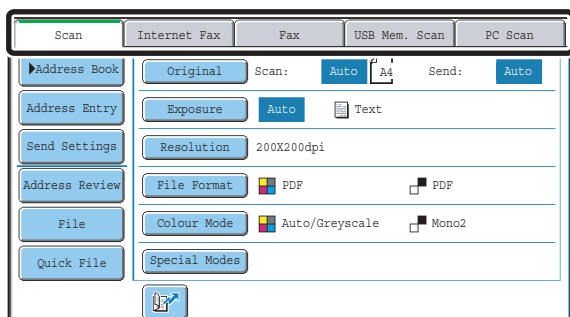 Scan Internet Fax Fax USB Mem. Scan PC Scan
Address Book Original Scan: Auto A4 Send: Auto
Address Entry Exposure Auto Text
Send Settings Resolution 200X200dpi
Address Review File Format PDF PDF
File Colour Mode Auto/Greyscale Mono2
Quick File Special Modes